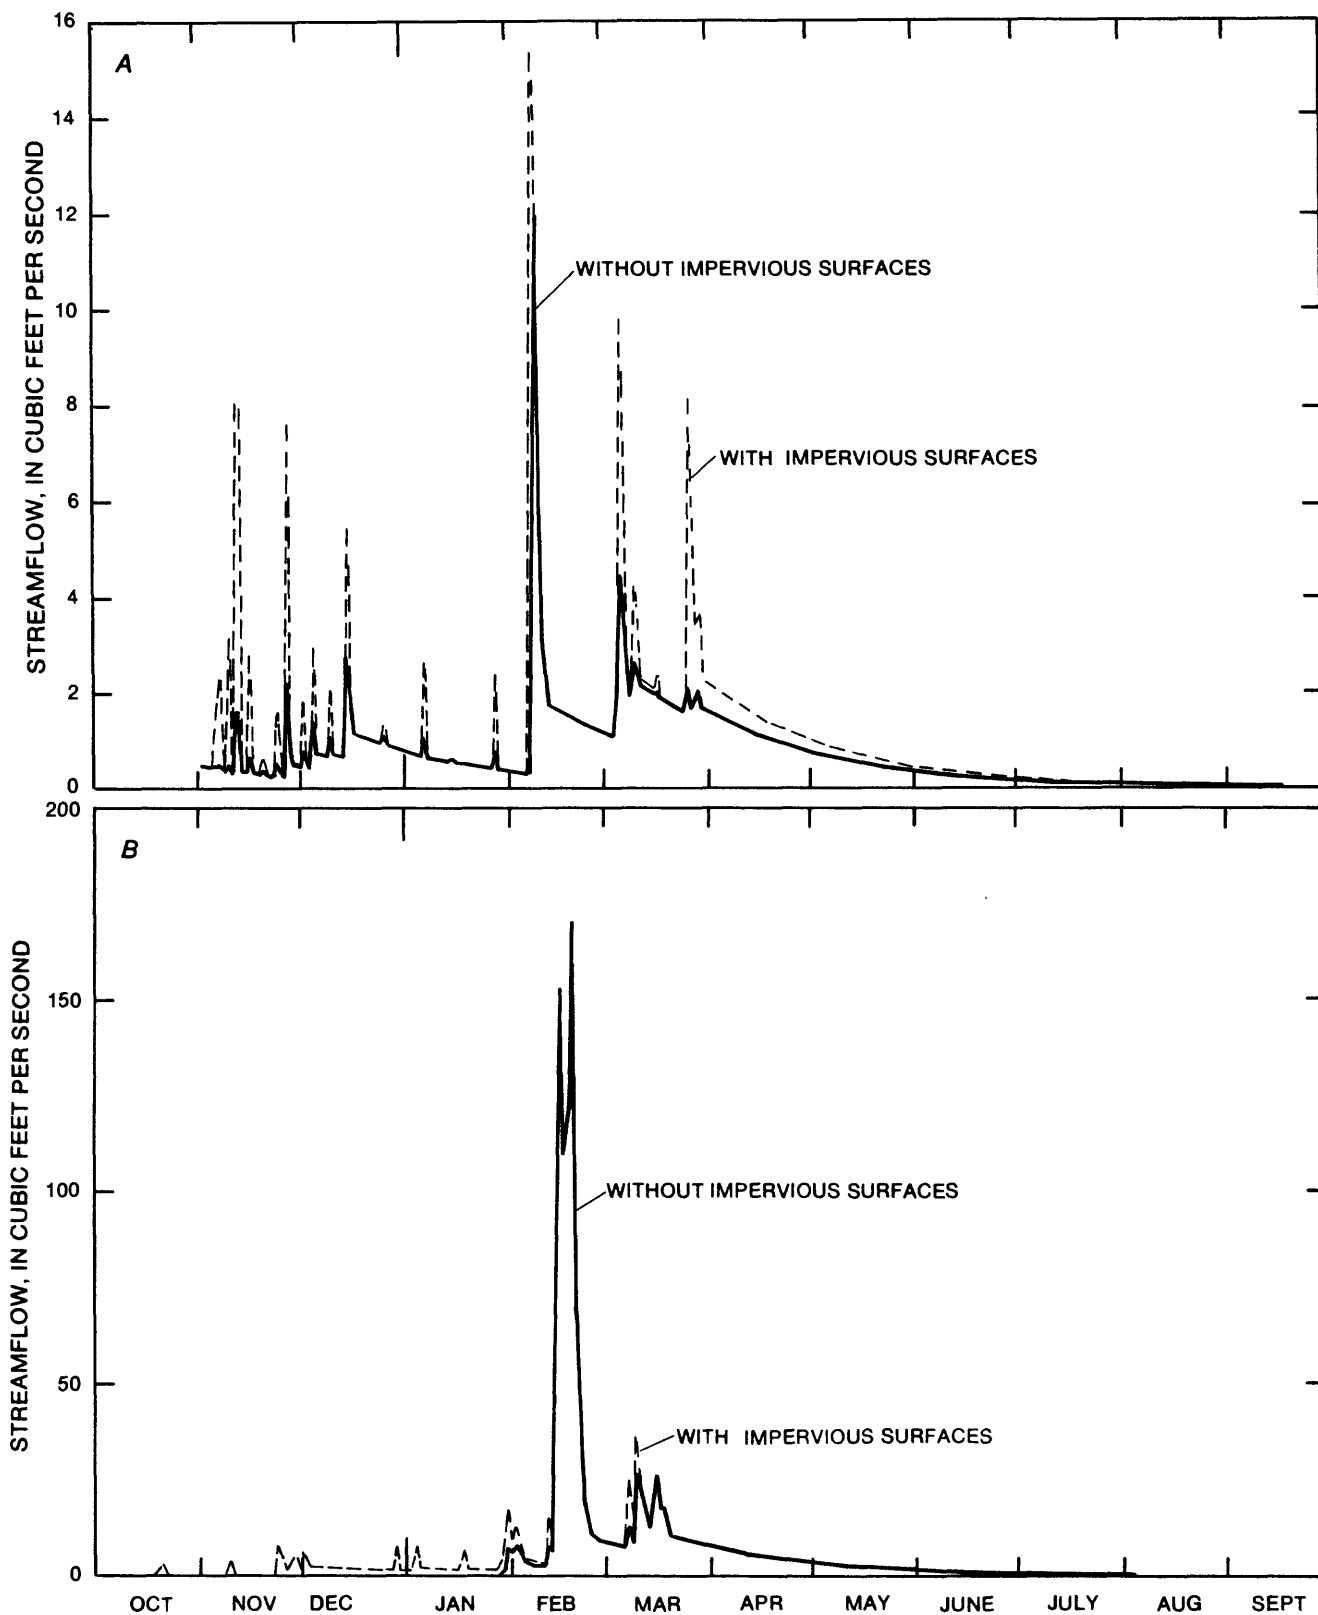 16
A
14
12
10
8
6
4
2
0
STREAMFLOW, IN CUBIC FEET PER SECOND
WITHOUT IMPERVIOUS SURFACES
WITH IMPERVIOUS SURFACES
200
B
150
100
50
0
STREAMFLOW, IN CUBIC FEET PER SECOND
WITHOUT IMPERVIOUS SURFACES
WITH IMPERVIOUS SURFACES
OCT NOV DEC JAN FEB MAR APR MAY JUNE JULY AUG SEPT